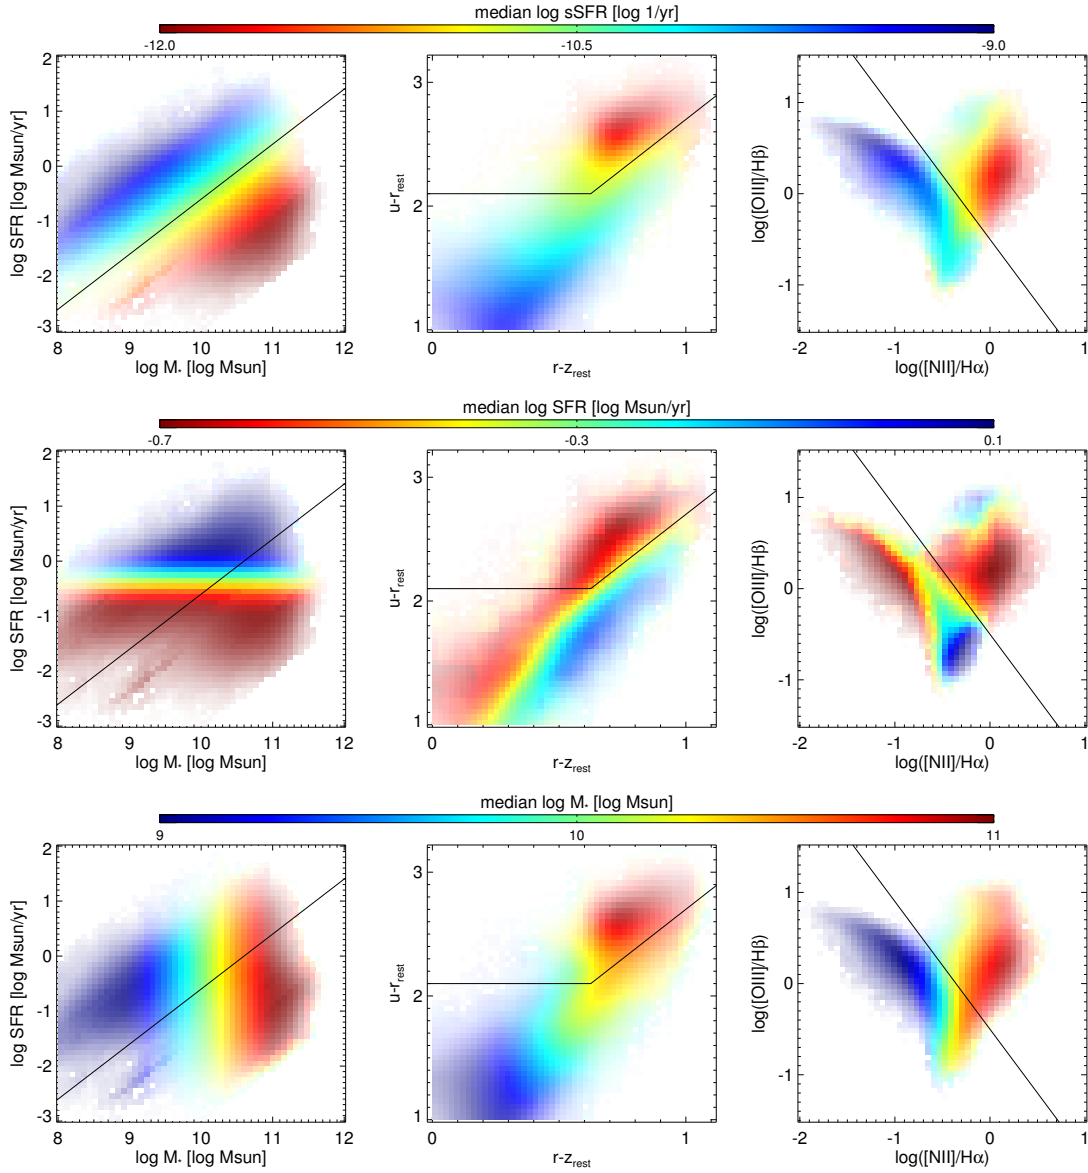 median log sSFR [log 1/yr]
-12.0 -10.5 -9.0
log SFR [log Msun/yr]
2
1
0
-1
-2
-3
8 9 10 11 12
log M* [log Msun]
u-r_rest
3
2
1
0 1
r-z_rest
log([OIII]/Hβ)
1
0
-1
-2 -1 0 1
log([NII]/Hα)
median log SFR [log Msun/yr]
-0.7 -0.3 0.1
log SFR [log Msun/yr]
2
1
0
-1
-2
-3
8 9 10 11 12
log M* [log Msun]
u-r_rest
3
2
1
0 1
r-z_rest
log([OIII]/Hβ)
1
0
-1
-2 -1 0 1
log([NII]/Hα)
median log M* [log Msun]
9 10 11
log SFR [log Msun/yr]
2
1
0
-1
-2
-3
8 9 10 11 12
log M* [log Msun]
u-r_rest
3
2
1
0 1
r-z_rest
log([OIII]/Hβ)
1
0
-1
-2 -1 0 1
log([NII]/Hα)